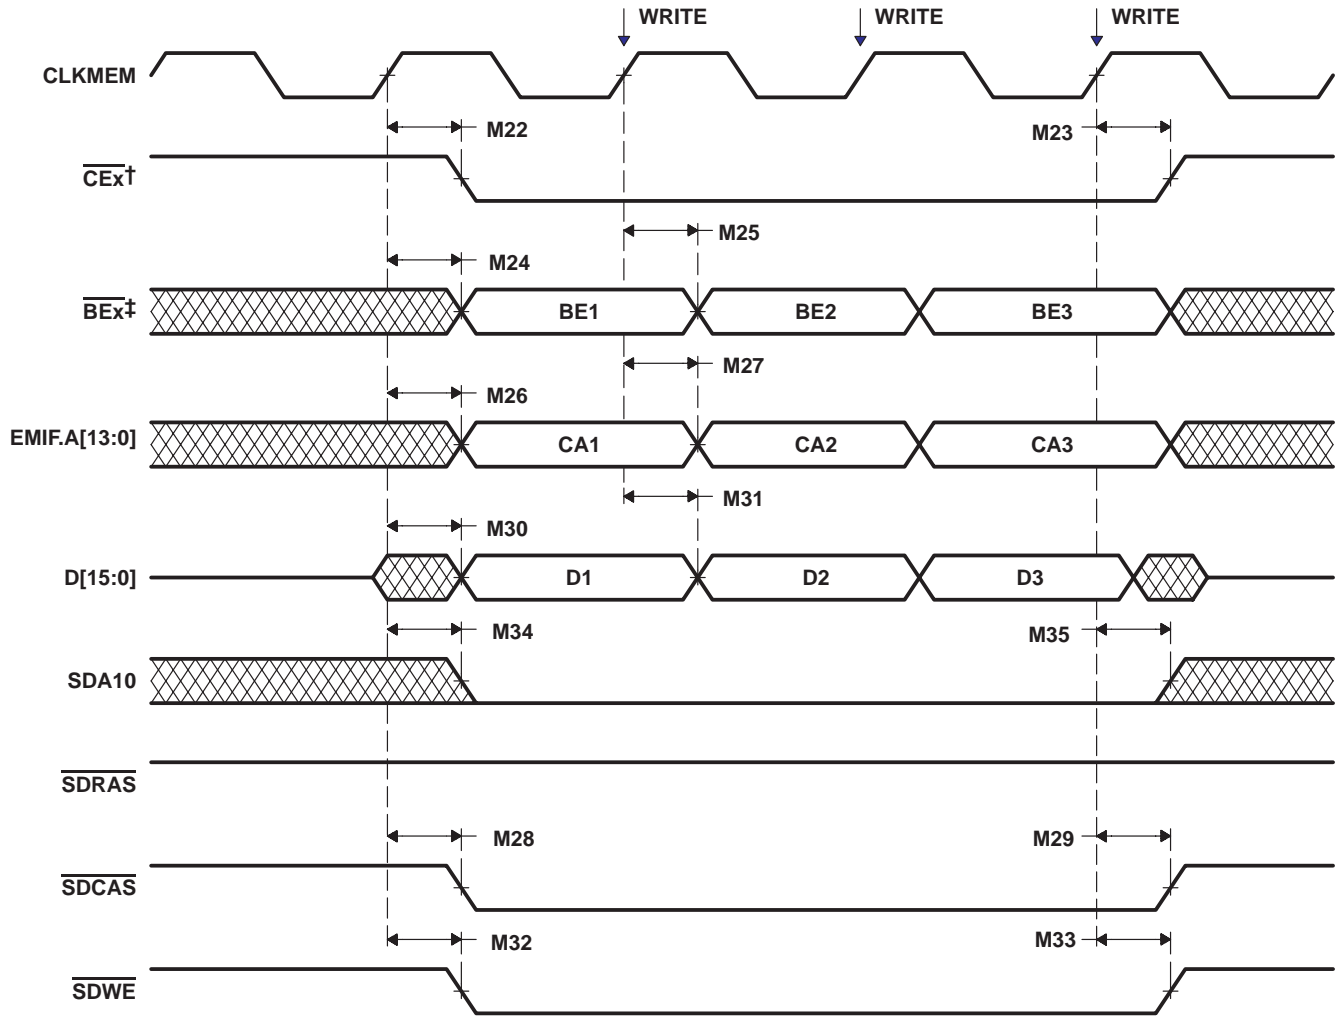 WRITE WRITE WRITE
CLKMEM
M22 M23
CEx†
M25
M24
BEx‡ BE1 BE2 BE3
M27
M26
EMIF.A[13:0] CA1 CA2 CA3
M31
M30
D[15:0] D1 D2 D3
M34 M35
SDA10
SDRAS
M28 M29
SDCAS
M32 M33
SDWE